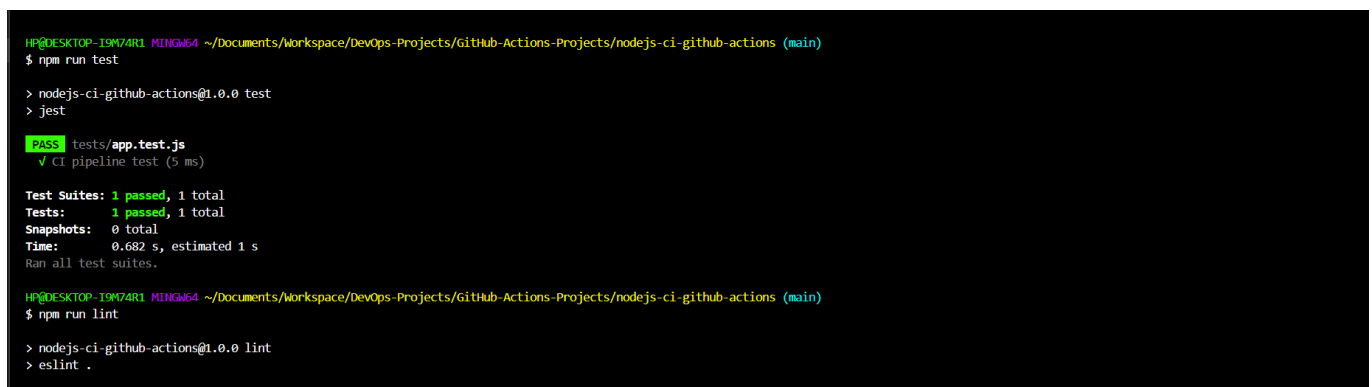 HP@DESKTOP-I9M74R1 MINGW64 ~/Documents/Workspace/DevOps-Projects/GitHub-Actions-Projects/nodejs-ci-github-actions (main)
$ npm run test
> nodejs-ci-github-actions@1.0.0 test
> jest
PASS tests/app.test.js
√ CI pipeline test (5 ms)
Test Suites: 1 passed, 1 total
Tests: 1 passed, 1 total
Snapshots: 0 total
Time: 0.682 s, estimated 1 s
Ran all test suites.
HP@DESKTOP-I9M74R1 MINGW64 ~/Documents/Workspace/DevOps-Projects/GitHub-Actions-Projects/nodejs-ci-github-actions (main)
$ npm run lint
> nodejs-ci-github-actions@1.0.0 lint
> eslint .